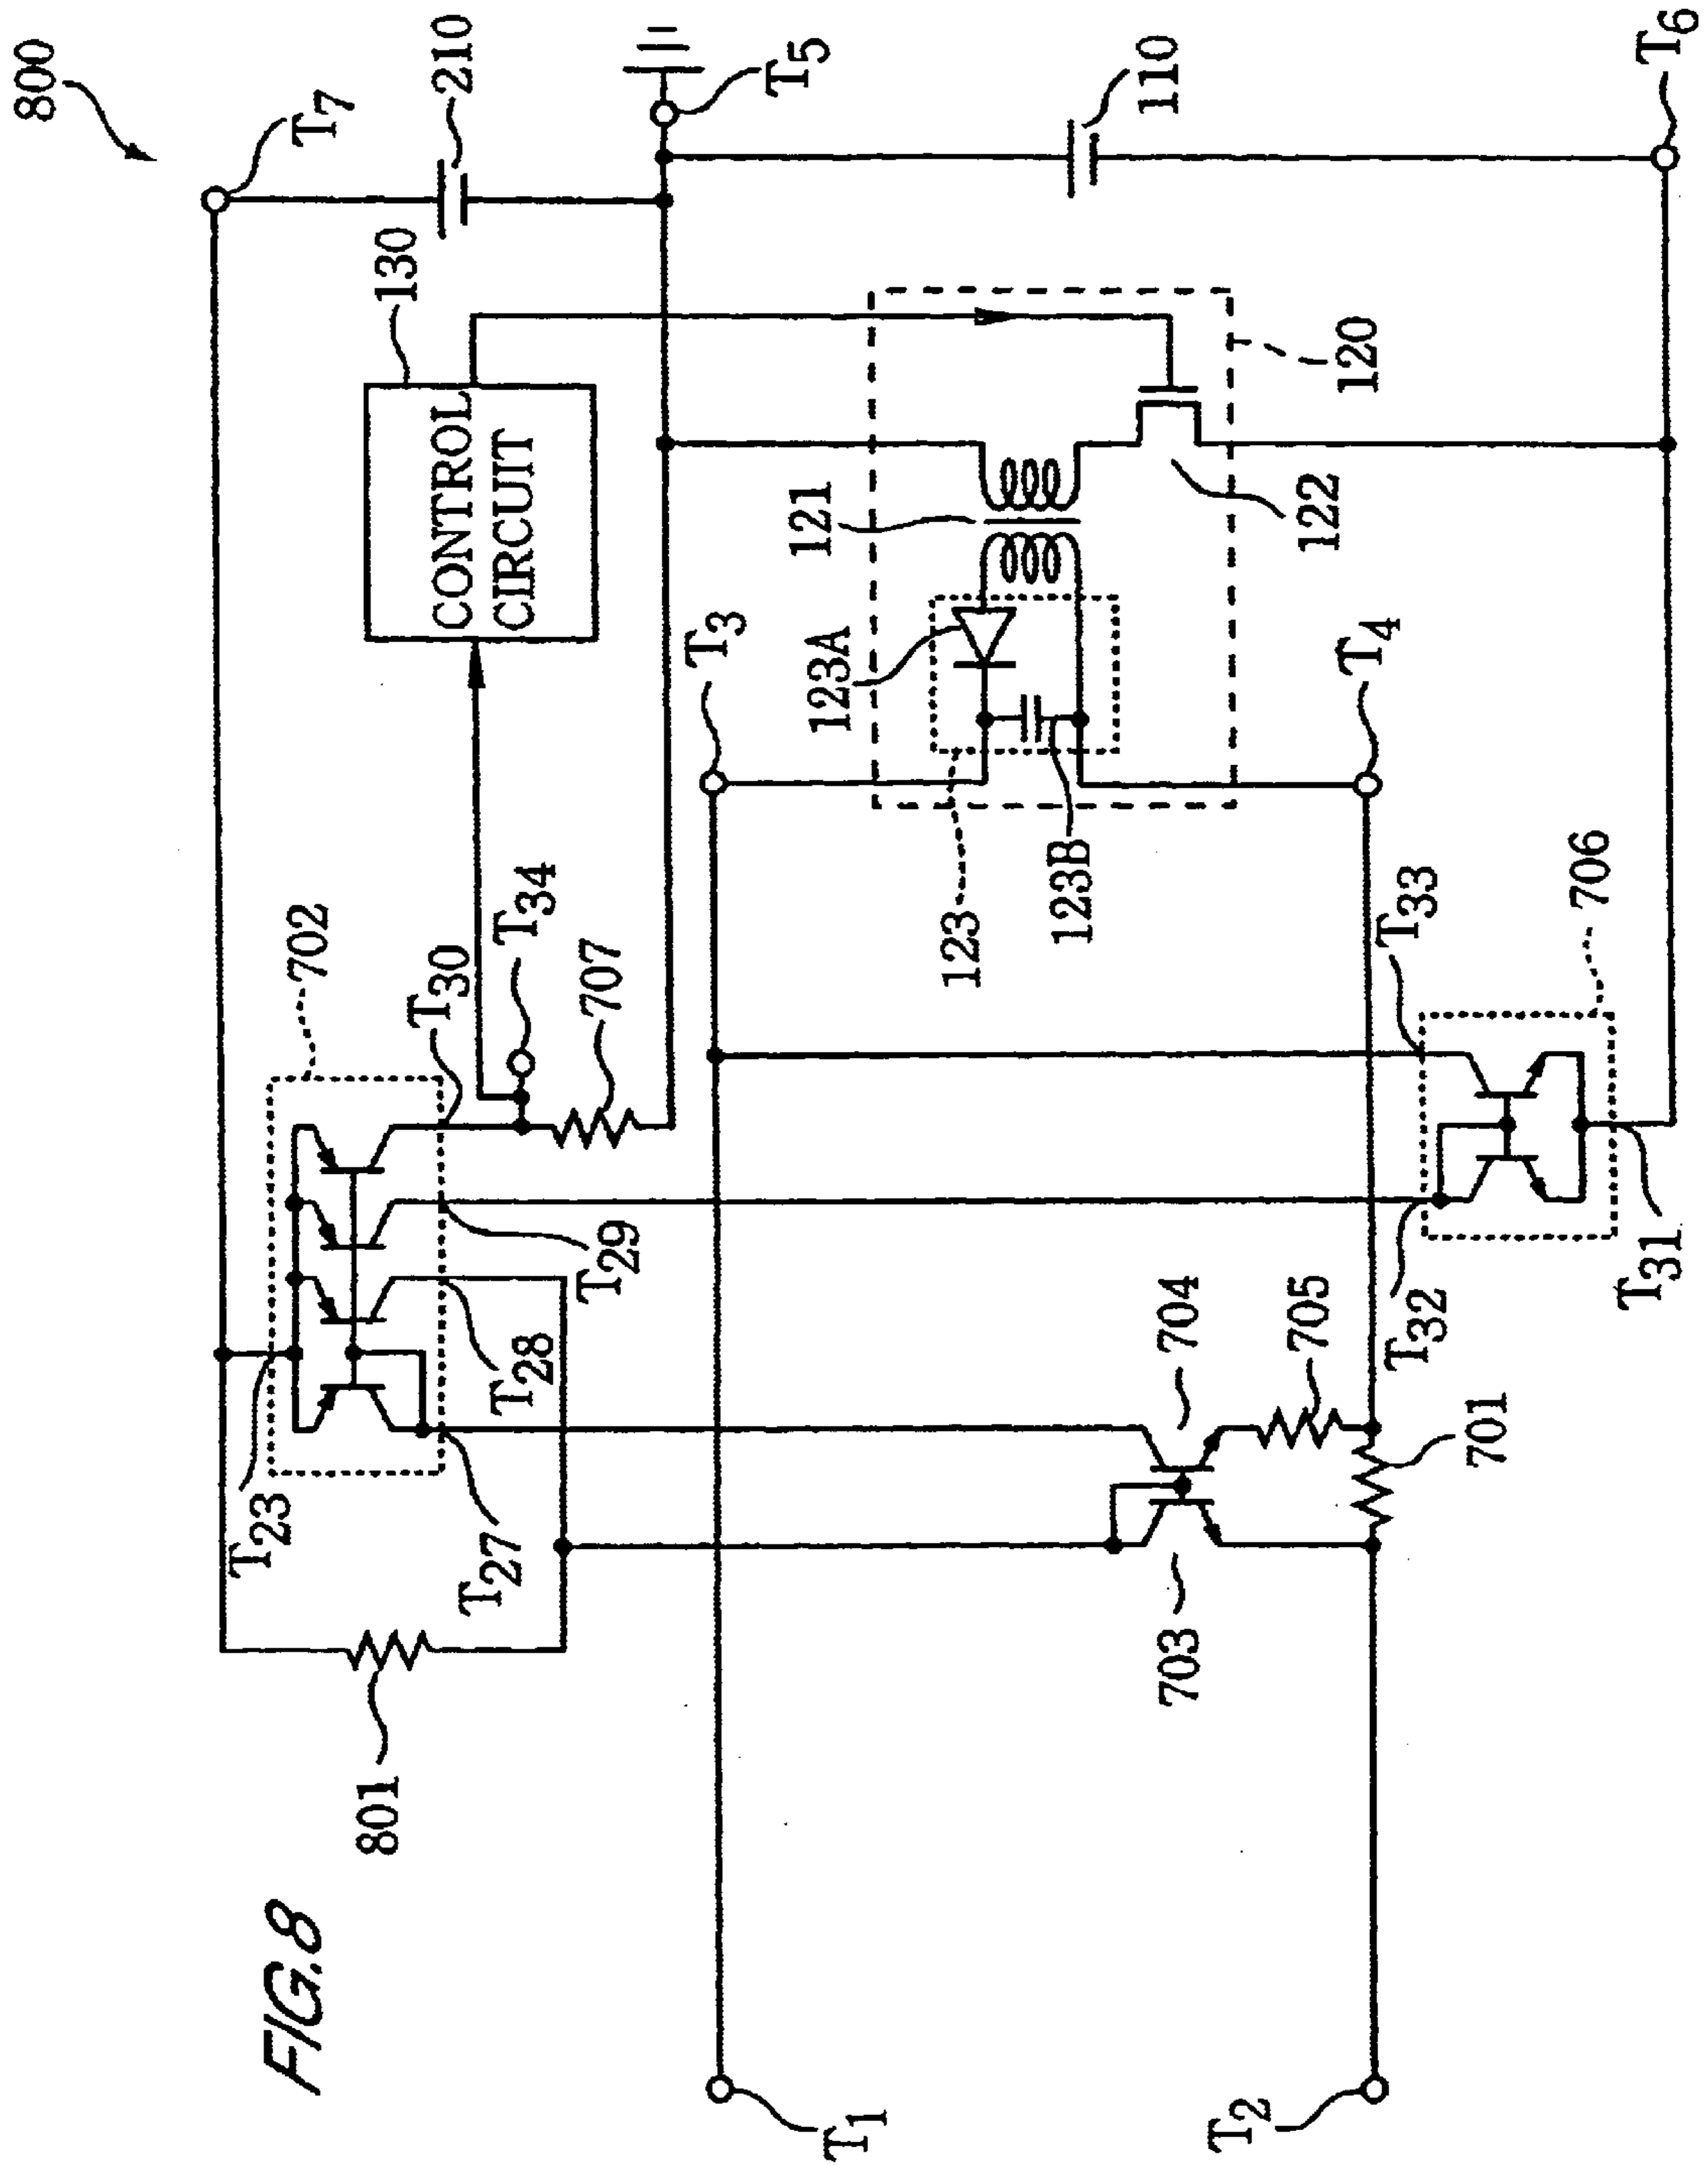 FIG.8
800
T7
210
T5
110
T6
130
CONTROL
CIRCUIT
120
121
122
123A
T3
T4
123
123B
702
T30
T34
707
T33
706
T23
T27
T28
T29
T32
T31
704
705
703
701
801
T1
T2